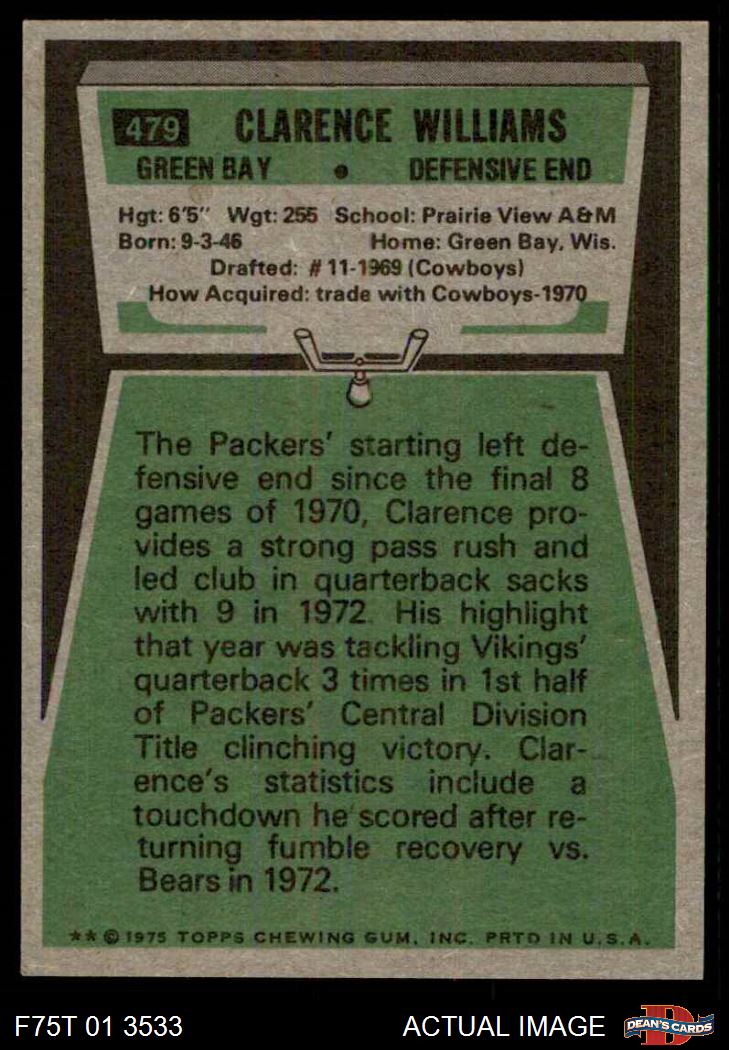 479 CLARENCE WILLIAMS
GREEN BAY • DEFENSIVE END
Hgt: 6'5" Wgt: 255 School: Prairie View A&M
Born: 9-3-46 Home: Green Bay, Wis.
Drafted: #11-1969 (Cowboys)
How Acquired: trade with Cowboys-1970
The Packers' starting left de-
fensive end since the final 8
games of 1970, Clarence pro-
vides a strong pass rush and
led club in quarterback sacks
with 9 in 1972. His highlight
that year was tackling Vikings'
quarterback 3 times in 1st half
of Packers' Central Division
Title clinching victory. Clar-
ence's statistics include a
touchdown he scored after re-
turning fumble recovery vs.
Bears in 1972.
** © 1975 TOPPS CHEWING GUM, INC. PRTD IN U.S.A.
F75T 01 3533 ACTUAL IMAGE D DEAN'S CARDS